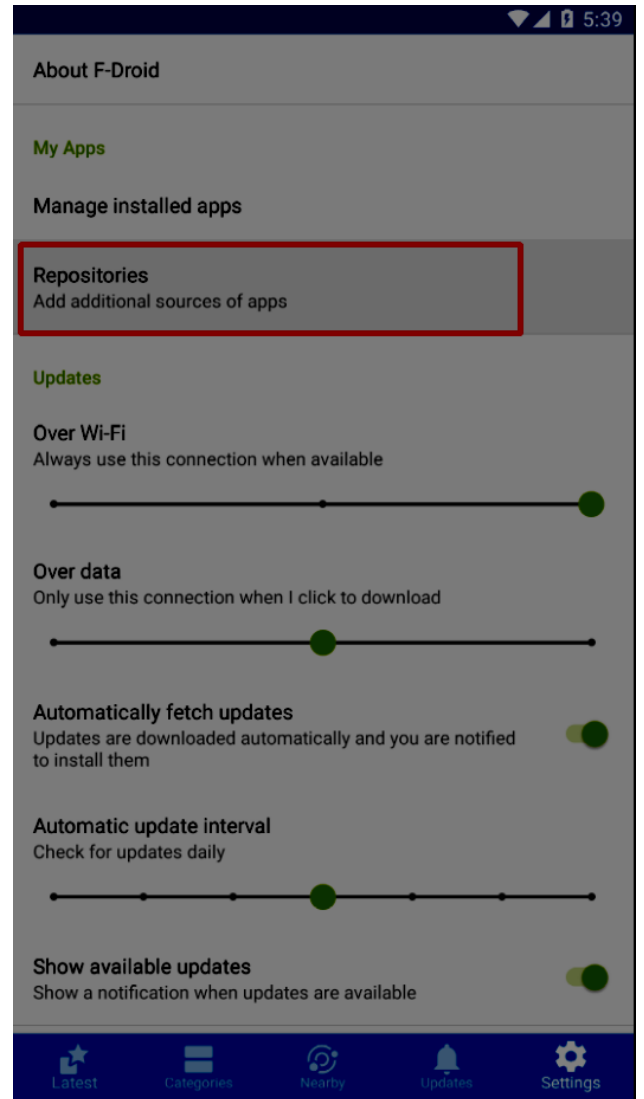 5:39
About F-Droid
My Apps
Manage installed apps
Repositories
Add additional sources of apps
Updates
Over Wi-Fi
Always use this connection when available
Over data
Only use this connection when I click to download
Automatically fetch updates
Updates are downloaded automatically and you are notified
to install them
Automatic update interval
Check for updates daily
Show available updates
Show a notification when updates are available
Latest Categories Nearby Updates Settings